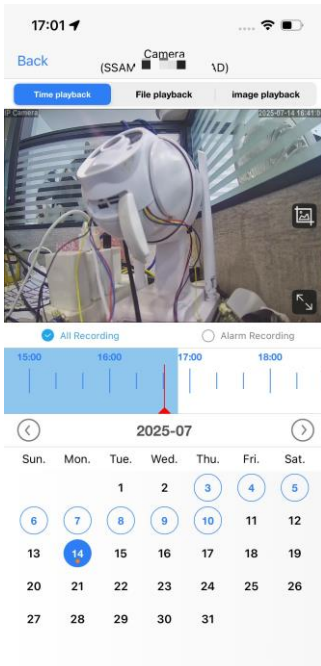 17:01
Back
Camera
(SSAM
D)
Time playback
File playback
image playback
IP Camera
2025-07-14 16:41:0
All Recording
Alarm Recording
15:00 16:00 17:00 18:00
2025-07
Sun. Mon. Tue. Wed. Thu. Fri. Sat.
1 2 3 4 5
6 7 8 9 10 11 12
13 14 15 16 17 18 19
20 21 22 23 24 25 26
27 28 29 30 31